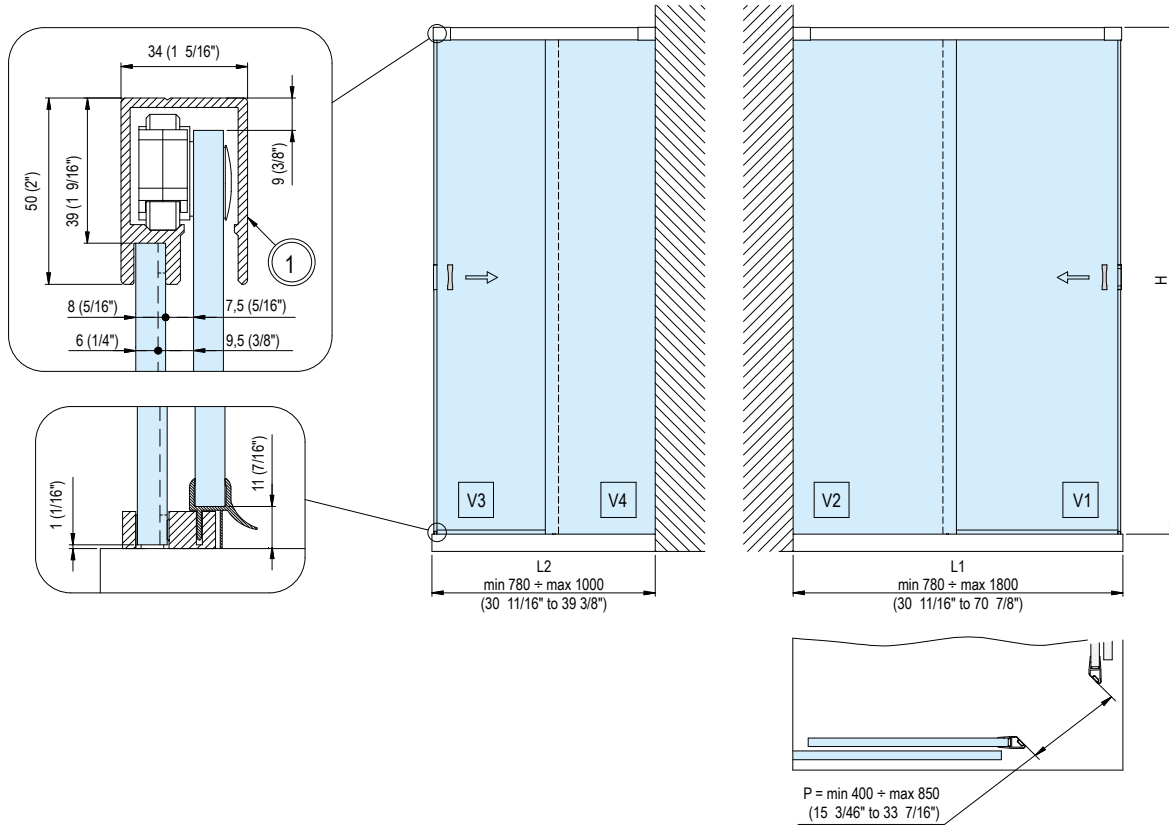 34 (1 5/16")
50 (2")
39 (1 9/16")
9 (3/8")
1
8 (5/16")
7,5 (5/16")
6 (1/4")
9,5 (3/8")
1 (1/16")
11 (7/16")
V3
V4
V2
V1
H
L2
min 780 ÷ max 1000
(30 11/16" to 39 3/8")
L1
min 780 ÷ max 1800
(30 11/16" to 70 7/8")
P = min 400 ÷ max 850
(15 3/46" to 33 7/16")